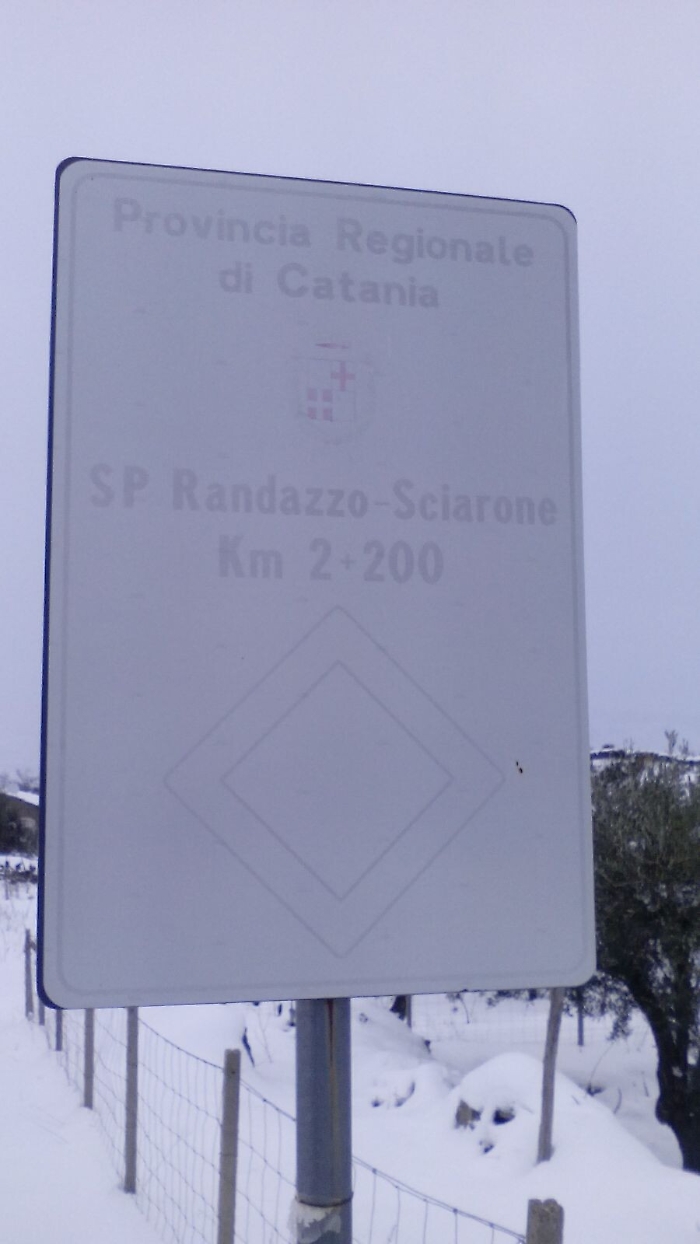 Provincia Regionale
di Catania
SP Randazzo-Sciarone
Km 2+200